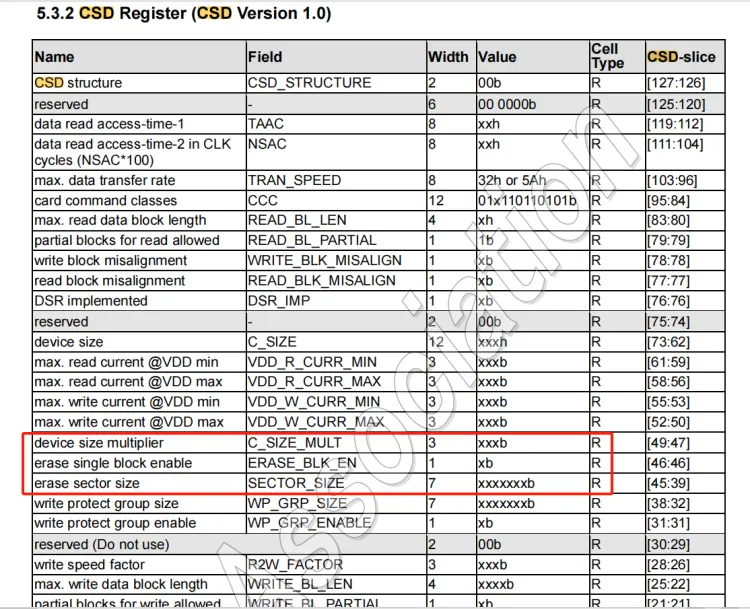 5.3.2 CSD Register (CSD Version 1.0)
Name Field Width Value Cell Type CSD-slice
CSD structure CSD_STRUCTURE 2 00b R [127:126]
reserved - 6 00 0000b R [125:120]
data read access-time-1 TAAC 8 xxh R [119:112]
data read access-time-2 in CLK cycles (NSAC*100) NSAC 8 xxh R [111:104]
max. data transfer rate TRAN_SPEED 8 32h or 5Ah R [103:96]
card command classes CCC 12 01x110110101b R [95:84]
max. read data block length READ_BL_LEN 4 xh R [83:80]
partial blocks for read allowed READ_BL_PARTIAL 1 1b R [79:79]
write block misalignment WRITE_BLK_MISALIGN 1 xb R [78:78]
read block misalignment READ_BLK_MISALIGN 1 xb R [77:77]
DSR implemented DSR_IMP 1 xb R [76:76]
reserved - 2 00b R [75:74]
device size C_SIZE 12 xxxh R [73:62]
max. read current @VDD min VDD_R_CURR_MIN 3 xxxb R [61:59]
max. read current @VDD max VDD_R_CURR_MAX 3 xxxb R [58:56]
max. write current @VDD min VDD_W_CURR_MIN 3 xxxb R [55:53]
max. write current @VDD max VDD_W_CURR_MAX 3 xxxb R [52:50]
device size multiplier C_SIZE_MULT 3 xxxb R [49:47]
erase single block enable ERASE_BLK_EN 1 xb R [46:46]
erase sector size SECTOR_SIZE 7 xxxxxxxb R [45:39]
write protect group size WP_GRP_SIZE 7 xxxxxxxb R [38:32]
write protect group enable WP_GRP_ENABLE 1 xb R [31:31]
reserved (Do not use) 2 00b R [30:29]
write speed factor R2W_FACTOR 3 xxxb R [28:26]
max. write data block length WRITE_BL_LEN 4 xxxxb R [25:22]
partial blocks for write allowed WRITE_BL_PARTIAL 1 xb R [21:21]
Association